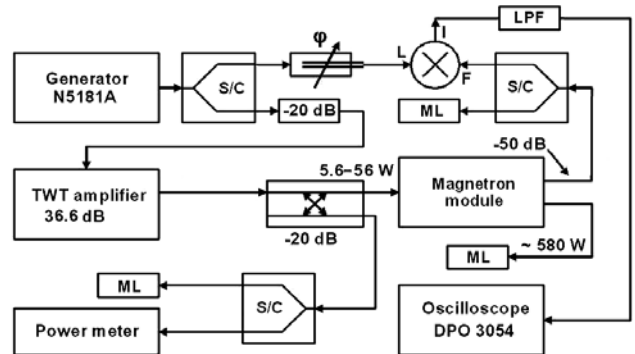 LPF
φ
I
L
F
Generator
N5181A
S/C
S/C
-20 dB
ML
-50 dB
5.6–56 W
TWT amplifier
36.6 dB
Magnetron
module
-20 dB
~ 580 W
ML
ML
S/C
Oscilloscope
DPO 3054
Power meter